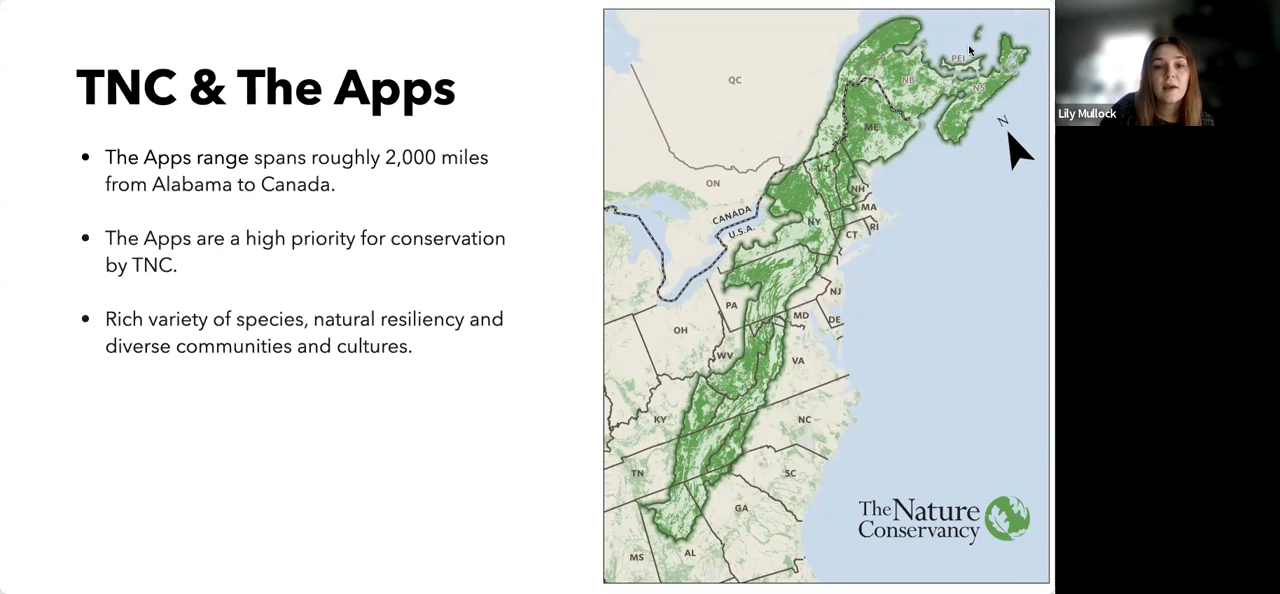 TNC & The Apps
• The Apps range spans roughly 2,000 miles
from Alabama to Canada.
• The Apps are a high priority for conservation
by TNC.
• Rich variety of species, natural resiliency and
diverse communities and cultures.
QC
PEI
NB
NS
ME
N
ON
VT
NH
CANADA
U.S.A.
NY
MA
CT
RI
PA
NJ
OH
MD
DE
WV
VA
KY
NC
TN
SC
GA
MS
AL
The Nature
Conservancy
Lily Mullock